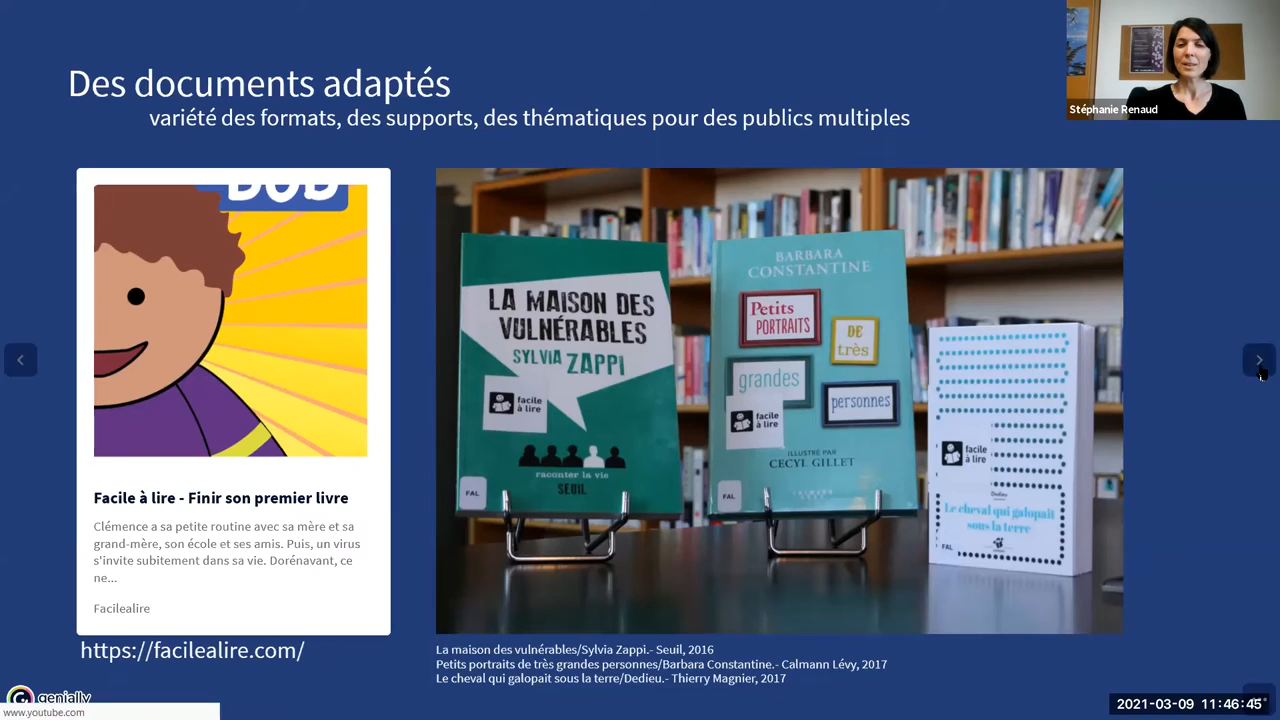 Des documents adaptés
variété des formats, des supports, des thématiques pour des publics multiples
Stéphanie Renaud
BOB
Facile à lire - Finir son premier livre
Clémence a sa petite routine avec sa mère et sa
grand-mère, son école et ses amis. Puis, un virus
s'invite subitement dans sa vie. Dorénavant, ce
ne...
Facilealire
https://facilealire.com/
LA MAISON DES
VULNÉRABLES
SYLVIA ZAPPI
facile
à lire
raconter la vie
SEUIL
FAL
BARBARA
CONSTANTINE
Petits
PORTRAITS
DE
très
grandes
personnes
facile
à lire
ILLUSTRÉ PAR
CECYL GILLET
FAL
facile
à lire
Dedieu
Le cheval qui galopait
sous la terre
FAL
La maison des vulnérables/Sylvia Zappi.- Seuil, 2016
Petits portraits de très grandes personnes/Barbara Constantine.- Calmann Lévy, 2017
Le cheval qui galopait sous la terre/Dedieu.- Thierry Magnier, 2017
genially
www.youtube.com
2021-03-09 11:46:45